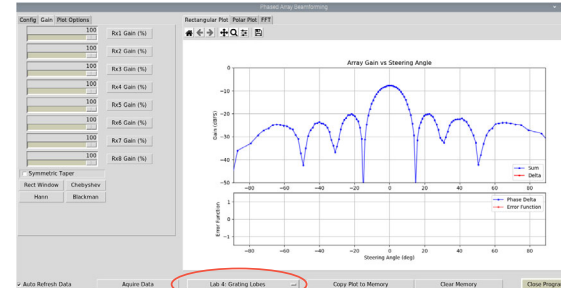 Phased Array Beamforming
Config Gain Plot Options
100 Rx1 Gain (%)
100 Rx2 Gain (%)
100 Rx3 Gain (%)
100 Rx4 Gain (%)
100 Rx5 Gain (%)
100 Rx6 Gain (%)
100 Rx7 Gain (%)
100 Rx8 Gain (%)
Symmetric Taper
Rect Window Chebyshev
Hann Blackman
Rectangular Plot Polar Plot FFT
Array Gain vs Steering Angle
Gain (dBFS)
0
−10
−20
−30
−40
−50
−80 −60 −40 −20 0 20 40 60 80
Sum
Delta
Error Function
1
0
−1
Phase Delta
Error Function
−80 −60 −40 −20 0 20 40 60 80
Steering Angle (deg)
Auto Refresh Data Aquire Data Lab 4: Grating Lobes Copy Plot to Memory Clear Memory Close Progra